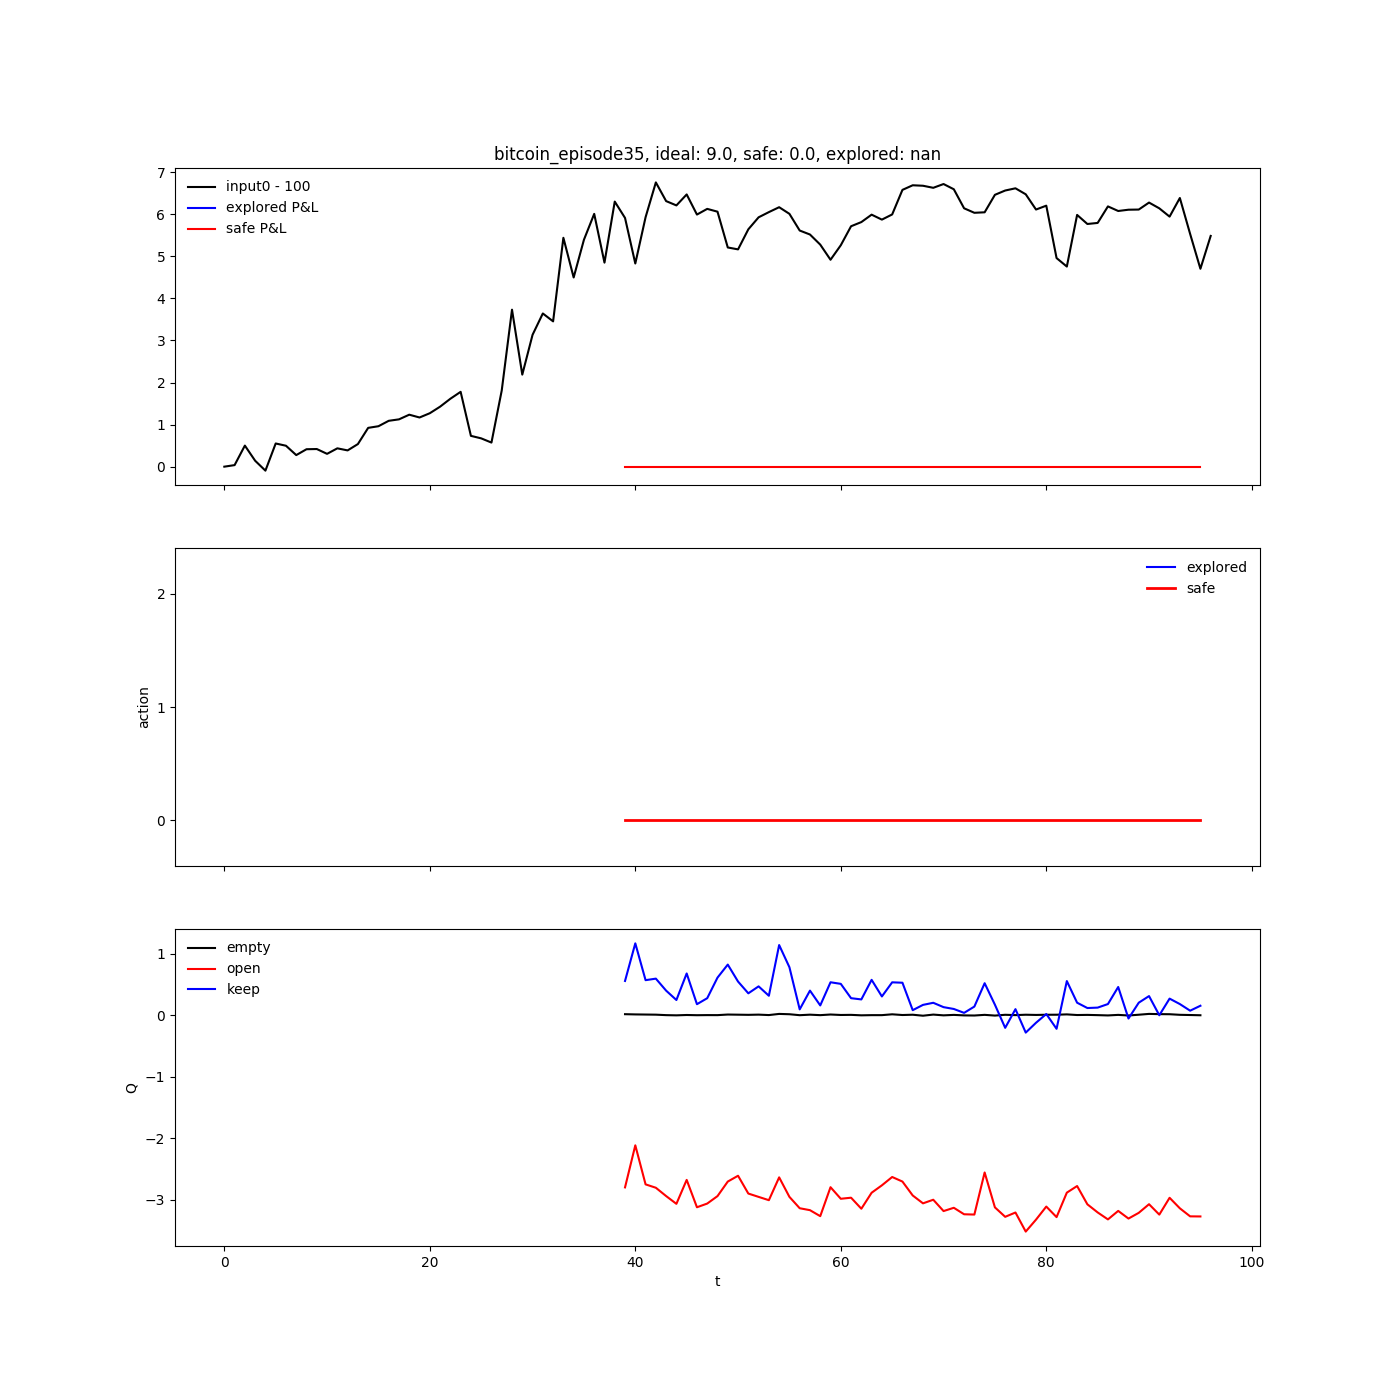 bitcoin_episode35, ideal: 9.0, safe: 0.0, explored: nan
7
6
5
4
3
2
1
0
input0 - 100
explored P&L
safe P&L
action
2
1
0
explored
safe
Q
1
0
−1
−2
−3
empty
open
keep
0 20 40 60 80 100
t